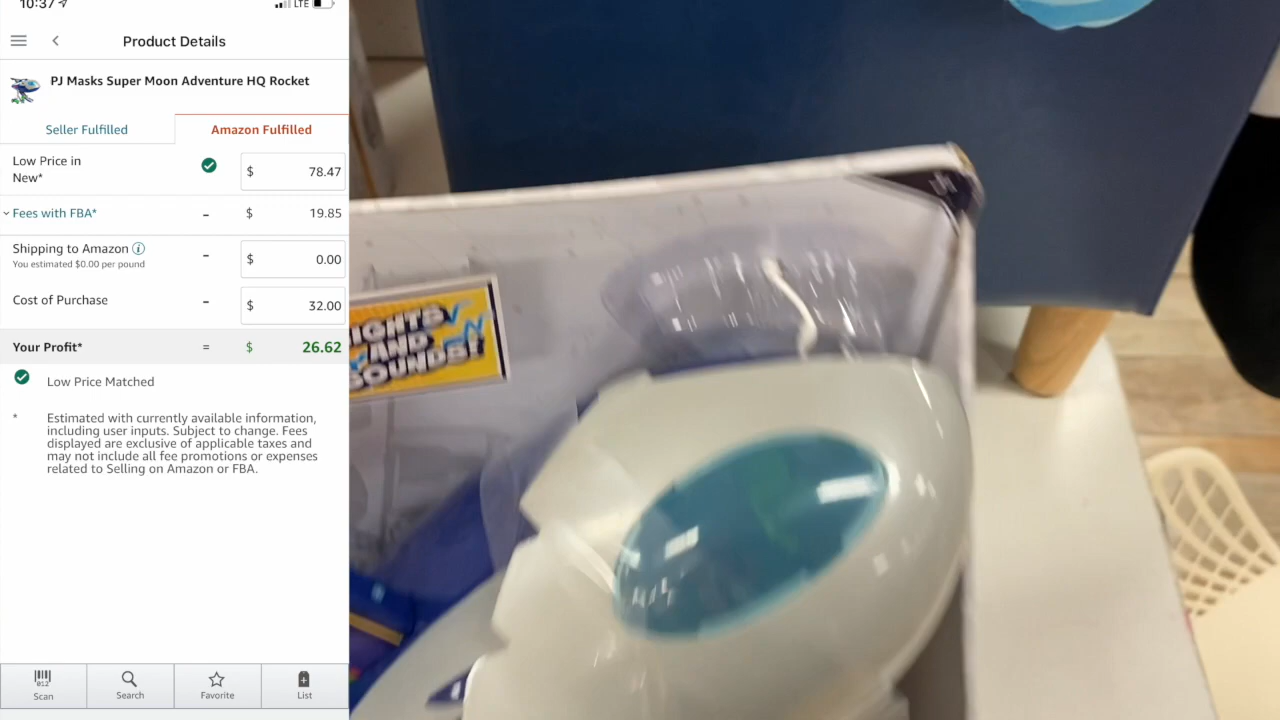 10:37
LTE
Product Details
PJ Masks Super Moon Adventure HQ Rocket
Seller Fulfilled
Amazon Fulfilled
Low Price in
New*
$ 78.47
Fees with FBA*
- $ 19.85
Shipping to Amazon
You estimated $0.00 per pound
- $ 0.00
Cost of Purchase
- $ 32.00
Your Profit*
= $ 26.62
Low Price Matched
* Estimated with currently available information,
including user inputs. Subject to change. Fees
displayed are exclusive of applicable taxes and
may not include all fee promotions or expenses
related to Selling on Amazon or FBA.
Scan
Search
Favorite
List
IGHTS
AND
SOUNDS!